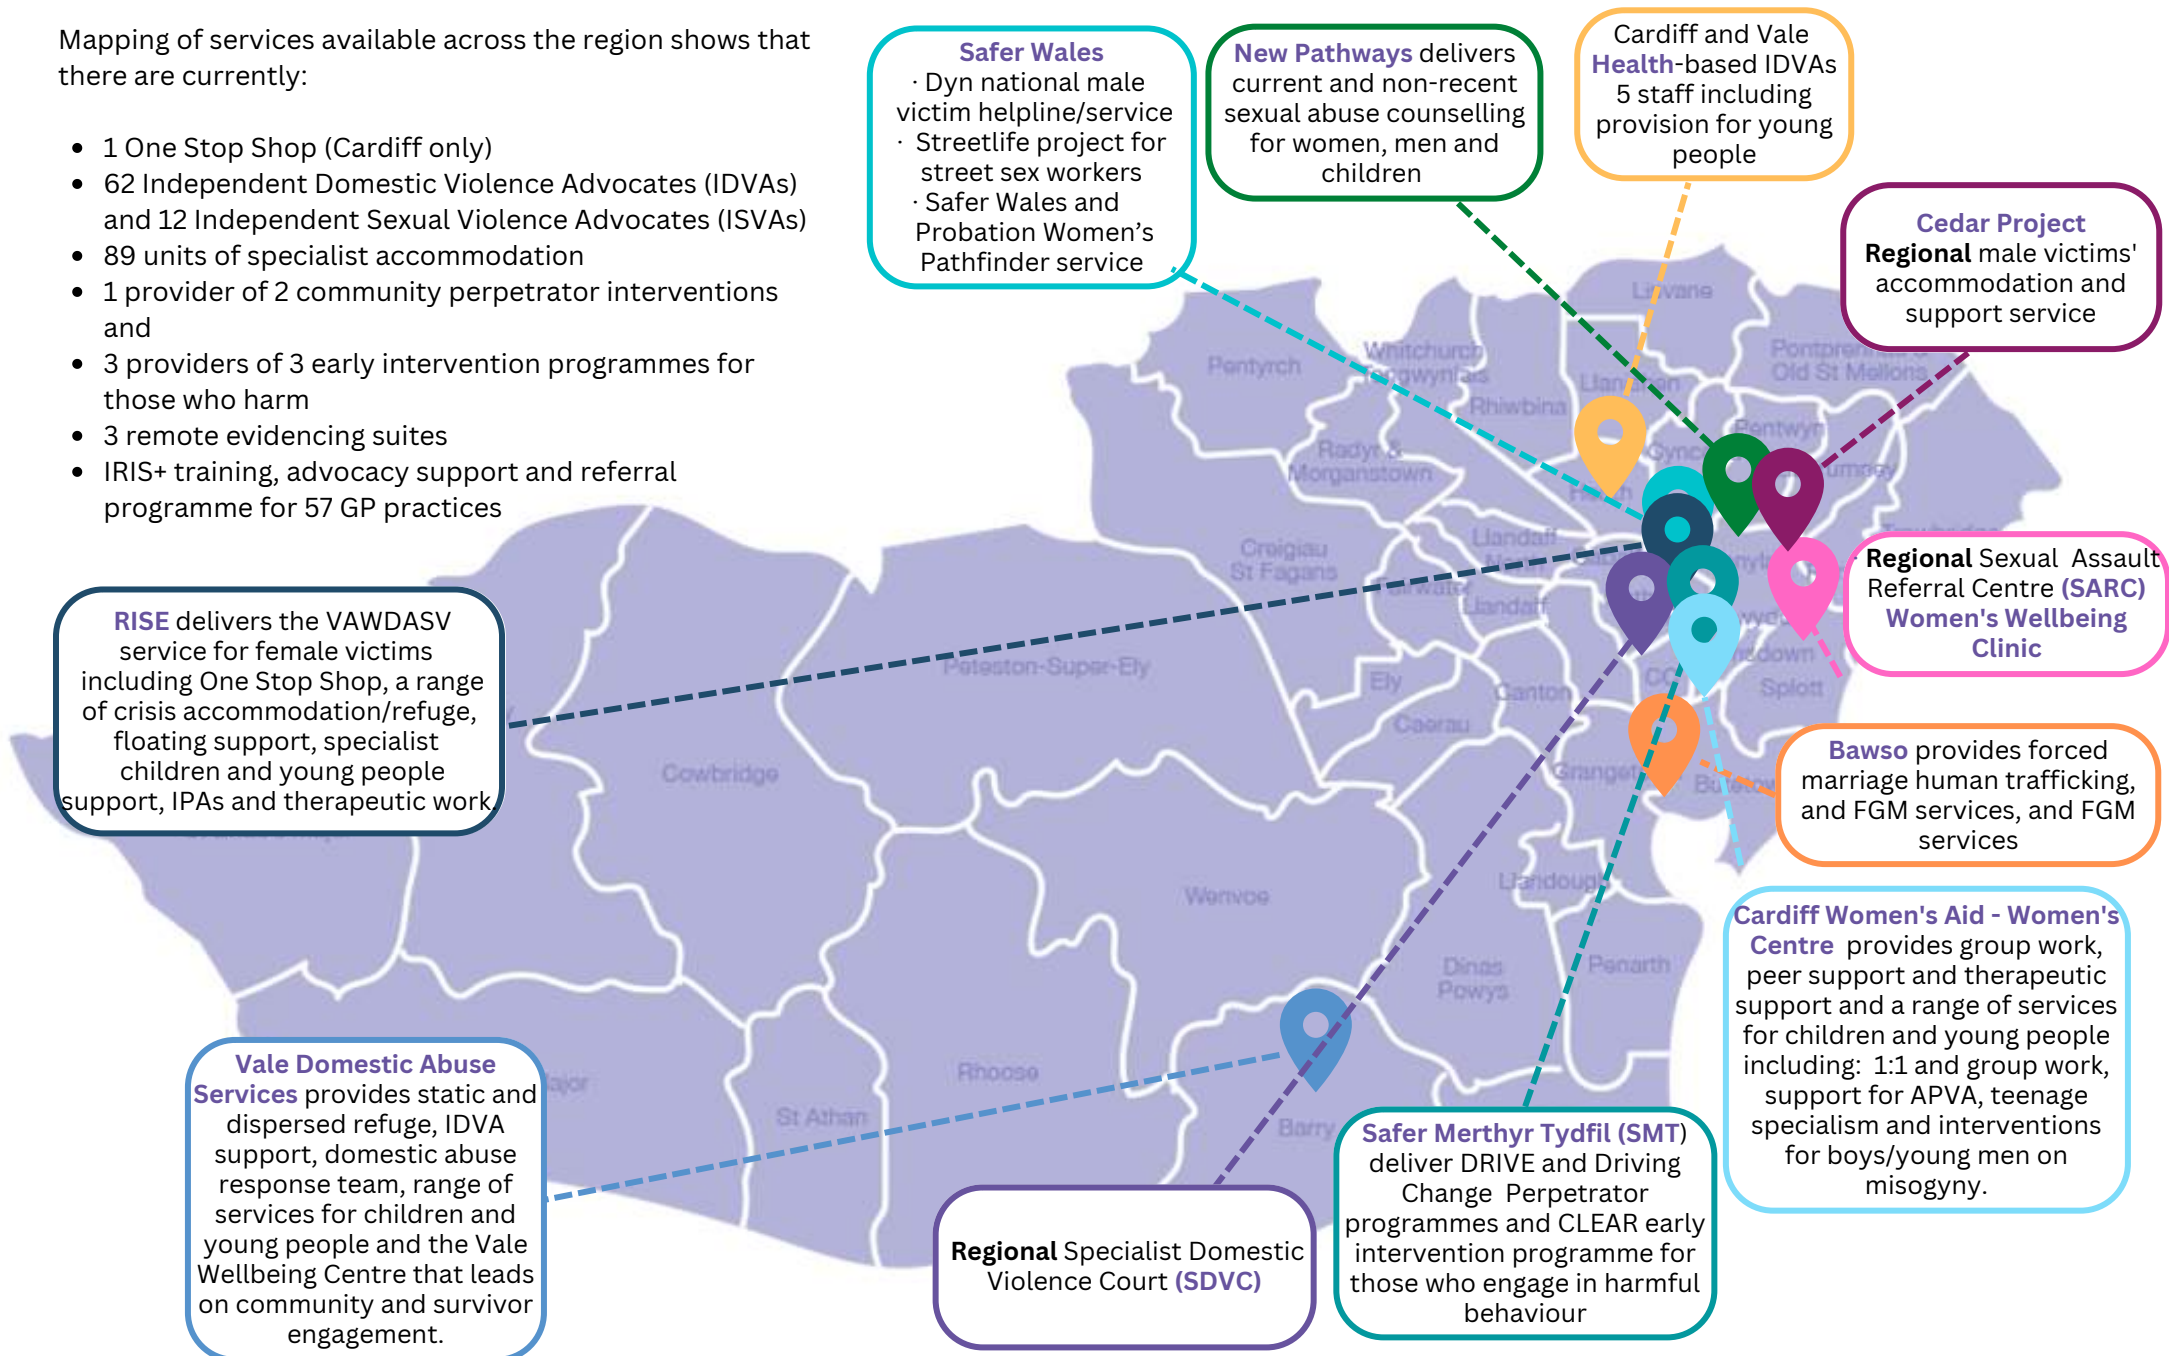 Mapping of services available across the region shows that
there are currently:
• 1 One Stop Shop (Cardiff only)
• 62 Independent Domestic Violence Advocates (IDVAs)
and 12 Independent Sexual Violence Advocates (ISVAs)
• 89 units of specialist accommodation
• 1 provider of 2 community perpetrator interventions
and
• 3 providers of 3 early intervention programmes for
those who harm
• 3 remote evidencing suites
• IRIS+ training, advocacy support and referral
programme for 57 GP practices
Safer Wales
· Dyn national male
victim helpline/service
· Streetlife project for
street sex workers
· Safer Wales and
Probation Women’s
Pathfinder service
New Pathways delivers
current and non-recent
sexual abuse counselling
for women, men and
children
Cardiff and Vale
Health-based IDVAs
5 staff including
provision for young
people
Cedar Project
Regional male victims'
accommodation and
support service
Regional Sexual Assault
Referral Centre (SARC)
Women's Wellbeing
Clinic
RISE delivers the VAWDASV
service for female victims
including One Stop Shop, a range
of crisis accommodation/refuge,
floating support, specialist
children and young people
support, IPAs and therapeutic work.
Bawso provides forced
marriage human trafficking,
and FGM services, and FGM
services
Cardiff Women's Aid - Women's
Centre provides group work,
peer support and therapeutic
support and a range of services
for children and young people
including: 1:1 and group work,
support for APVA, teenage
specialism and interventions
for boys/young men on
misogyny.
Vale Domestic Abuse
Services provides static and
dispersed refuge, IDVA
support, domestic abuse
response team, range of
services for children and
young people and the Vale
Wellbeing Centre that leads
on community and survivor
engagement.
Regional Specialist Domestic
Violence Court (SDVC)
Safer Merthyr Tydfil (SMT)
deliver DRIVE and Driving
Change Perpetrator
programmes and CLEAR early
intervention programme for
those who engage in harmful
behaviour
Lisvane
Pentyrch
Whitchurch
Tongwynlais
Rhiwbina
Old St Mellons
Pentwyn
Radyr &
Morganstown
Creigiau
St Fagans
Llandaff
North
Fairwater
Llandaff
Peterston-Super-Ely
Ely
Canton
Caerau
Splott
Cowbridge
Wenvoe
Llandough
Dinas
Powys
Penarth
Rhoose
St Athan
Barry